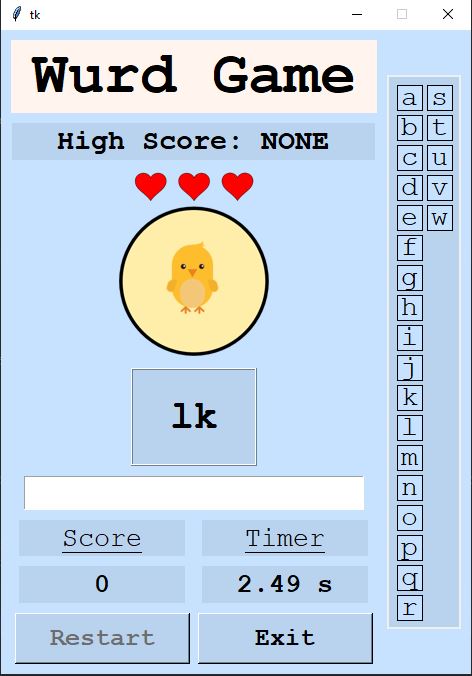 tk
Wurd Game
High Score: NONE
lk
Score Timer
0 2.49 s
Restart Exit
a s
b t
c u
d v
e w
f
g
h
i
j
k
l
m
n
o
p
q
r